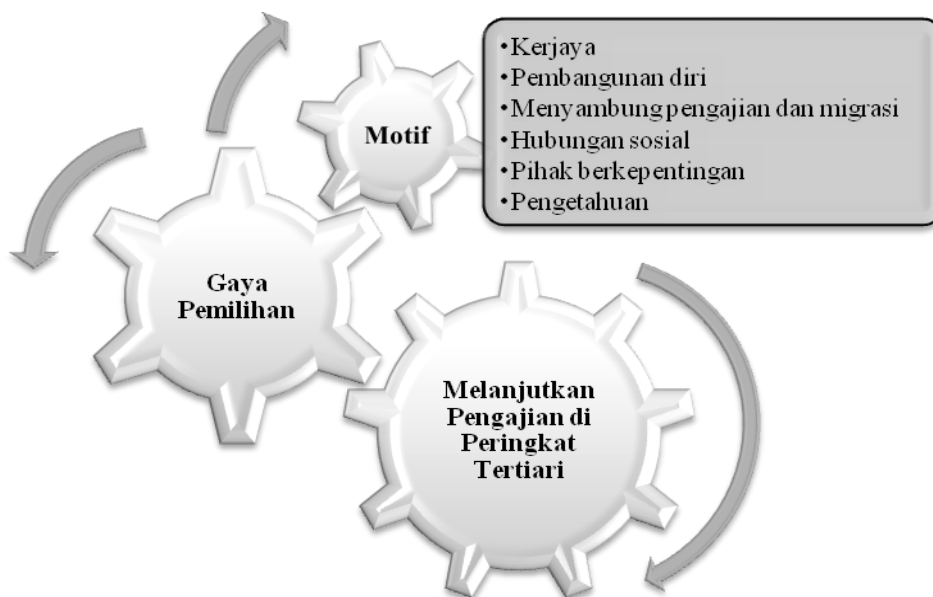 Motif
•Kerjaya
•Pembangunan diri
•Menyambung pengajian dan migrasi
•Hubungan sosial
•Pihak berkepentingan
•Pengetahuan
Gaya
Pemilihan
Melanjutkan
Pengajian di
Peringkat
Tertiari